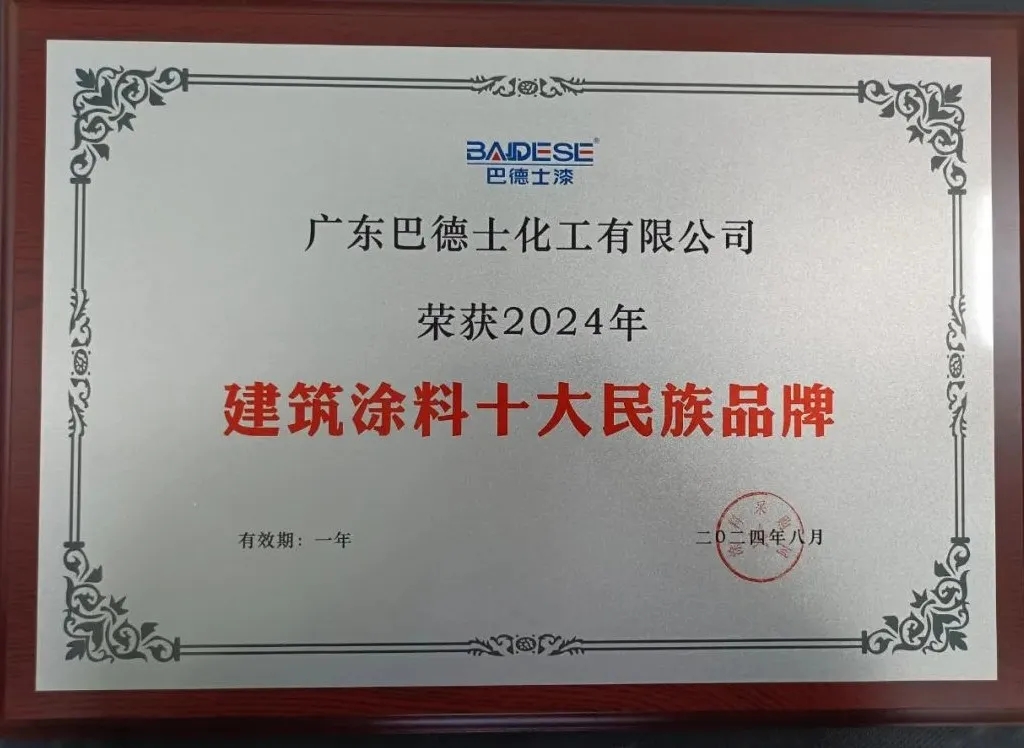 BAIDESE®
巴德士漆
广东巴德士化工有限公司
荣获2024年
建筑涂料十大民族品牌
有效期：一年
二〇二四年八月